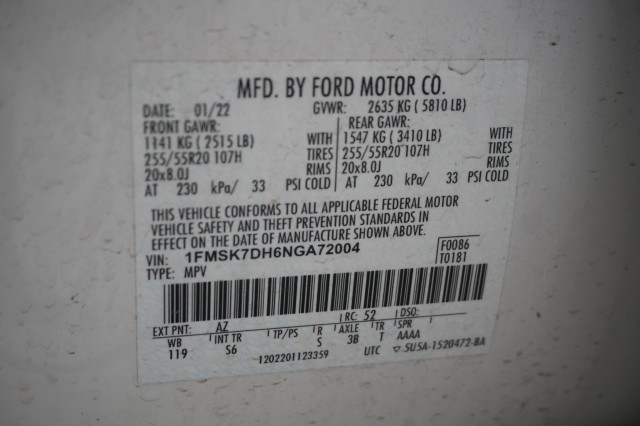 MFD. BY FORD MOTOR CO.
DATE: 01/22 GVWR: 2635 KG ( 5810 LB)
FRONT GAWR: REAR GAWR:
1141 KG ( 2515 LB) WITH 1547 KG ( 3410 LB) WITH
255/55R20 107H TIRES 255/55R20 107H TIRES
20x8.0J RIMS 20x8.0J RIMS
AT 230 kPa/ 33 PSI COLD AT 230 kPa/ 33 PSI COLD
THIS VEHICLE CONFORMS TO ALL APPLICABLE FEDERAL MOTOR
VEHICLE SAFETY AND THEFT PREVENTION STANDARDS IN
EFFECT ON THE DATE OF MANUFACTURE SHOWN ABOVE.
VIN: 1FMSK7DH6NGA72004 F0086
TYPE: MPV T0181
EXT PNT: AZ RC: 52 DSO:
WB INT TR TP/PS R AXLE TR SPR
119 S6 S 3B T AAAA
1202201123359 UTC ▽ 5U5A-1520472-BA